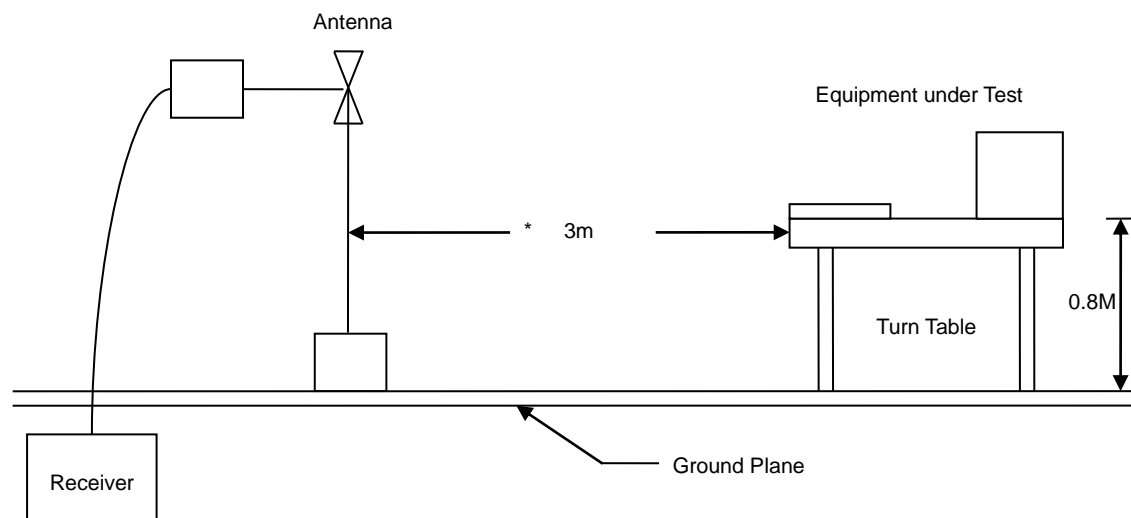 Antenna
Equipment under Test
* 3m
0.8M
Turn Table
Ground Plane
Receiver